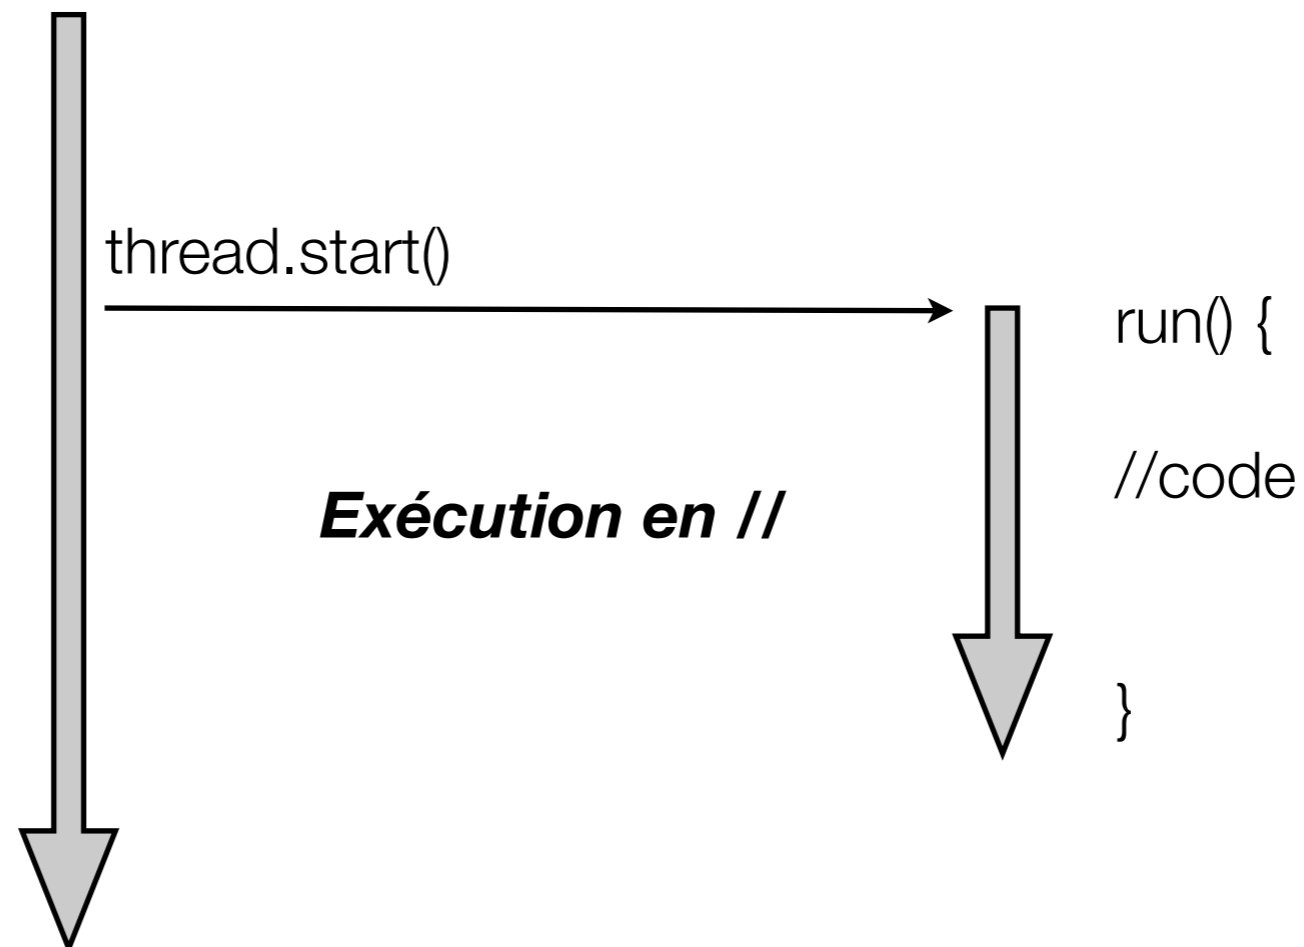 thread.start()
run() {
//code
Exécution en //
}